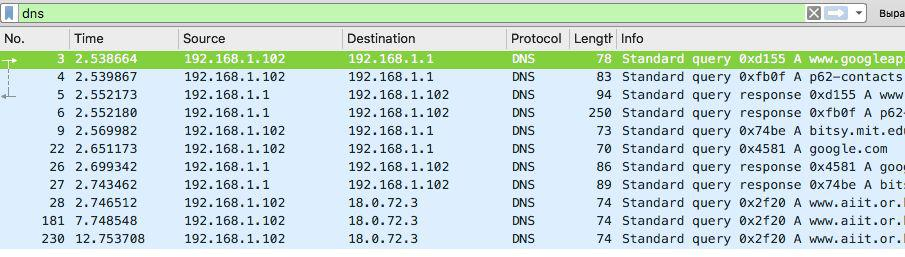 dns Выра
No. Time Source Destination Protocol Length Info
3 2.538664 192.168.1.102 192.168.1.1 DNS 78 Standard query 0xd155 A www.googleap
4 2.539867 192.168.1.102 192.168.1.1 DNS 83 Standard query 0xfb0f A p62-contacts
5 2.552173 192.168.1.1 192.168.1.102 DNS 94 Standard query response 0xd155 A www
6 2.552180 192.168.1.1 192.168.1.102 DNS 250 Standard query response 0xfb0f A p62-
9 2.569982 192.168.1.102 192.168.1.1 DNS 73 Standard query 0x74be A bitsy.mit.edu
22 2.651173 192.168.1.102 192.168.1.1 DNS 70 Standard query 0x4581 A google.com
26 2.699342 192.168.1.1 192.168.1.102 DNS 86 Standard query response 0x4581 A goog
27 2.743462 192.168.1.1 192.168.1.102 DNS 89 Standard query response 0x74be A bits
28 2.746512 192.168.1.102 18.0.72.3 DNS 74 Standard query 0x2f20 A www.aiit.or.k
181 7.748548 192.168.1.102 18.0.72.3 DNS 74 Standard query 0x2f20 A www.aiit.or.k
230 12.753708 192.168.1.102 18.0.72.3 DNS 74 Standard query 0x2f20 A www.aiit.or.k